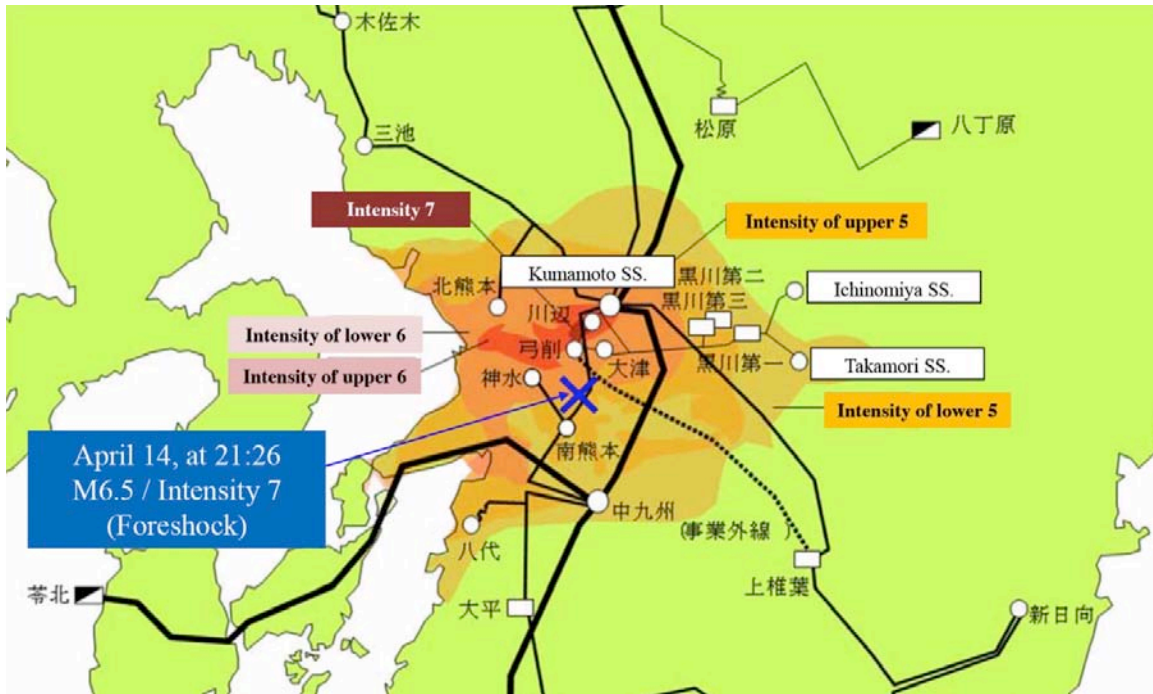 木佐木
三池
松原
八丁原
Intensity 7
Intensity of upper 5
Kumamoto SS.
黒川第二
北熊本
黒川第三
Ichinomiya SS.
川辺
Intensity of lower 6
弓削
大津
黒川第一
Takamori SS.
Intensity of upper 6
神水
Intensity of lower 5
April 14, at 21:26
M6.5 / Intensity 7
(Foreshock)
南熊本
中九州
(事業外線 )
八代
上椎葉
苓北
大平
新日向